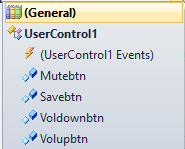 (General)
UserControl1
(UserControl1 Events)
Mutebtn
Savebtn
Voldownbtn
Volupbtn